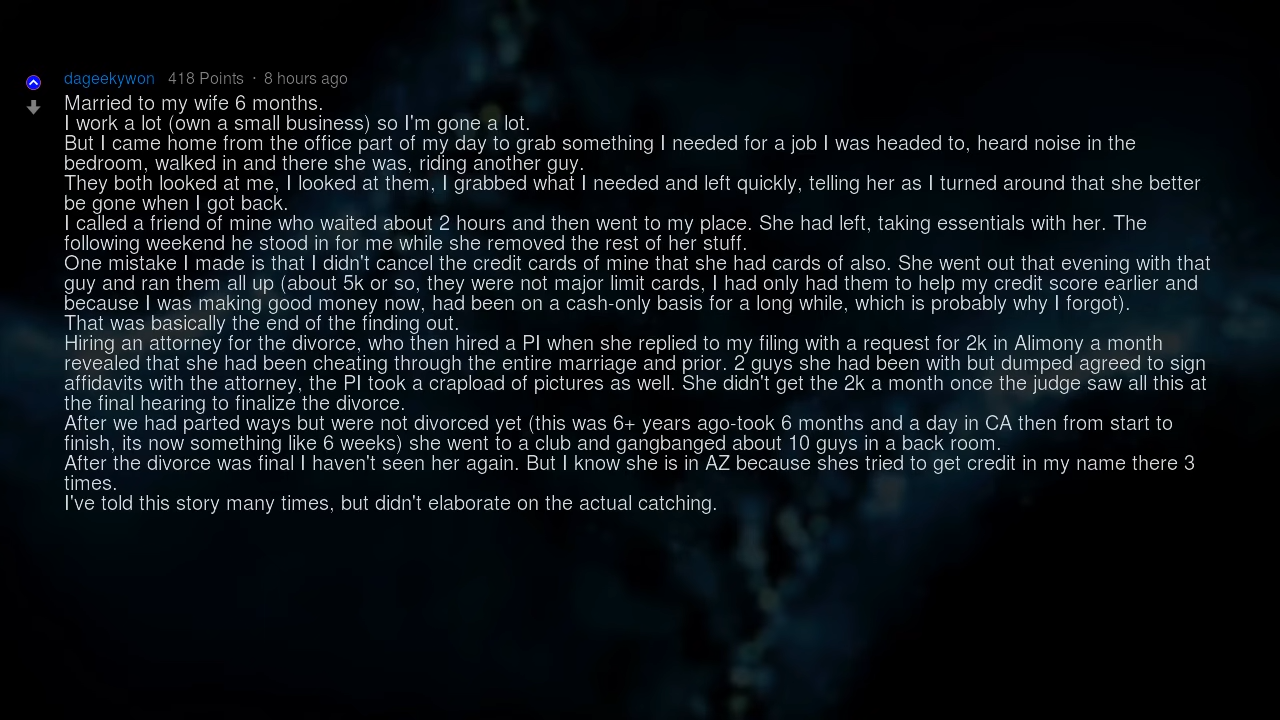 dageekywon 418 Points · 8 hours ago
Married to my wife 6 months.
I work a lot (own a small business) so I'm gone a lot.
But I came home from the office part of my day to grab something I needed for a job I was headed to, heard noise in the
bedroom, walked in and there she was, riding another guy.
They both looked at me, I looked at them, I grabbed what I needed and left quickly, telling her as I turned around that she better
be gone when I got back.
I called a friend of mine who waited about 2 hours and then went to my place. She had left, taking essentials with her. The
following weekend he stood in for me while she removed the rest of her stuff.
One mistake I made is that I didn't cancel the credit cards of mine that she had cards of also. She went out that evening with that
guy and ran them all up (about 5k or so, they were not major limit cards, I had only had them to help my credit score earlier and
because I was making good money now, had been on a cash-only basis for a long while, which is probably why I forgot).
That was basically the end of the finding out.
Hiring an attorney for the divorce, who then hired a PI when she replied to my filing with a request for 2k in Alimony a month
revealed that she had been cheating through the entire marriage and prior. 2 guys she had been with but dumped agreed to sign
affidavits with the attorney, the PI took a crapload of pictures as well. She didn't get the 2k a month once the judge saw all this at
the final hearing to finalize the divorce.
After we had parted ways but were not divorced yet (this was 6+ years ago-took 6 months and a day in CA then from start to
finish, its now something like 6 weeks) she went to a club and gangbanged about 10 guys in a back room.
After the divorce was final I haven't seen her again. But I know she is in AZ because shes tried to get credit in my name there 3
times.
I've told this story many times, but didn't elaborate on the actual catching.